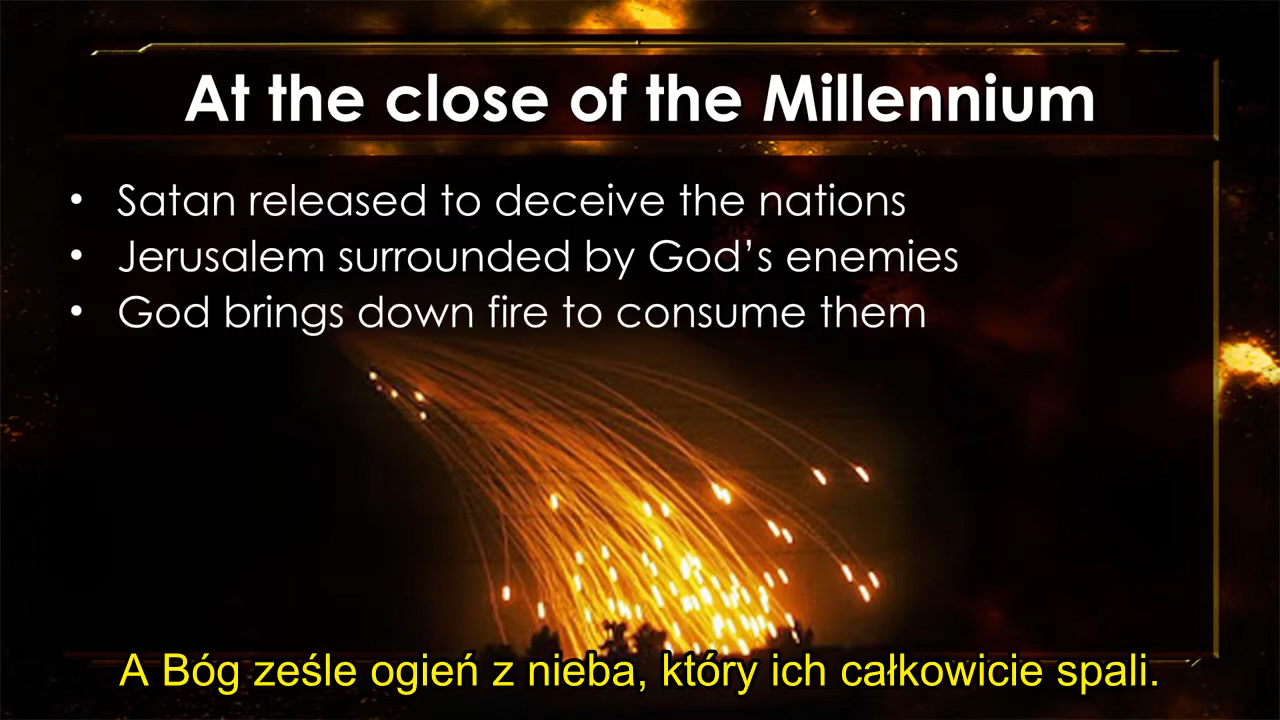 At the close of the Millennium
• Satan released to deceive the nations
• Jerusalem surrounded by God’s enemies
• God brings down fire to consume them
A Bóg ześle ogień z nieba, który ich całkowicie spali.